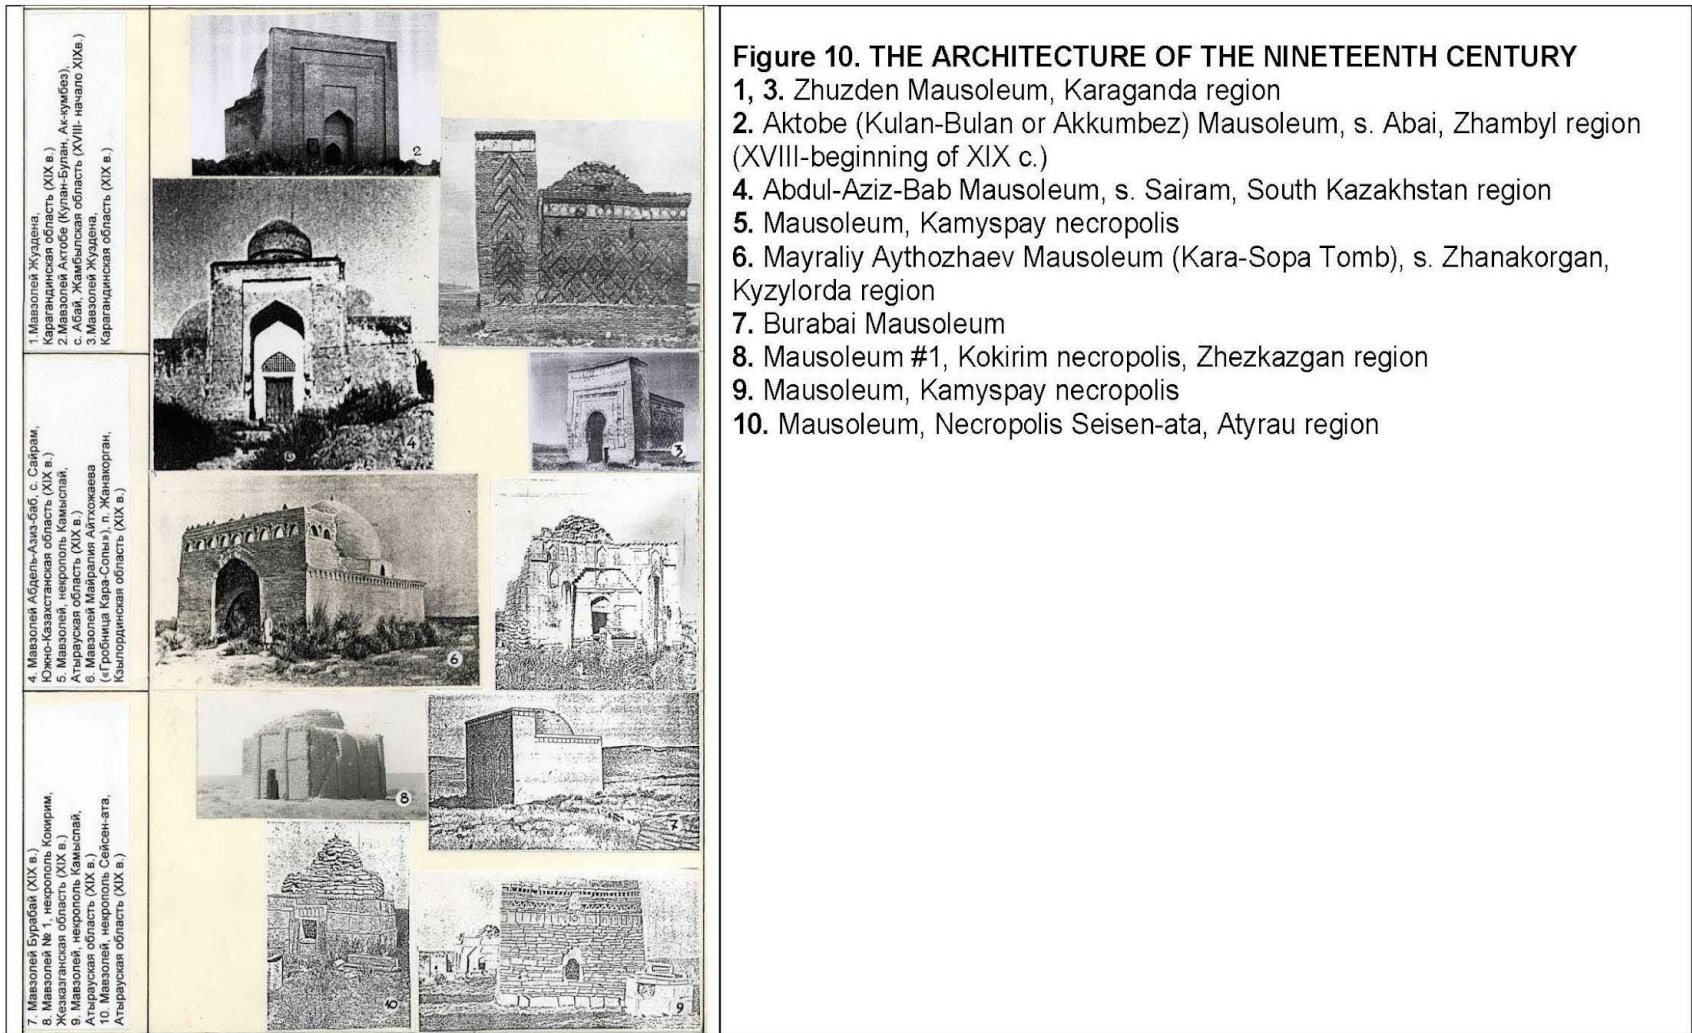 1.Мавзолей Жуздена,
Карагандинская область (XIX в.)
2.Мавзолей Актобе (Кулан-Булан, Ак-кумбез),
с. Абай, Жамбылская область (XVIII- начало XIXв.)
3.Мавзолей Жуздена,
Карагандинская область (XIX в.)
4. Мавзолей Абдель-Азиз-баб, с. Сайрам,
Южно-Казахстанская область (XIX в.)
5. Мавзолей, некрополь Камыспай,
Атырауская область (XIX в.)
6. Мавзолей Майралия Айтхожаева
(«Гробница Кара-Сопы»), п. Жанакорган,
Кзылординская область (XIX в.)
7. Мавзолей Бурабай (XIX в.)
8. Мавзолей № 1, некрополь Кокирим,
Жезказганская область (XIX в.)
9. Мавзолей, некрополь Камыспай,
Атырауская область (XIX в.)
10. Мавзолей, некрополь Сейсен-ата,
Атырауская область (XIX в.)
2
4
3
6
8
7
10
9
Figure 10. THE ARCHITECTURE OF THE NINETEENTH CENTURY
1, 3. Zhuzden Mausoleum, Karaganda region
2. Aktobe (Kulan-Bulan or Akkumbez) Mausoleum, s. Abai, Zhambyl region
(XVIII-beginning of XIX c.)
4. Abdul-Aziz-Bab Mausoleum, s. Sairam, South Kazakhstan region
5. Mausoleum, Kamyspay necropolis
6. Mayraliy Aythozhaev Mausoleum (Kara-Sopa Tomb), s. Zhanakorgan,
Kyzylorda region
7. Burabai Mausoleum
8. Mausoleum #1, Kokirim necropolis, Zhezkazgan region
9. Mausoleum, Kamyspay necropolis
10. Mausoleum, Necropolis Seisen-ata, Atyrau region